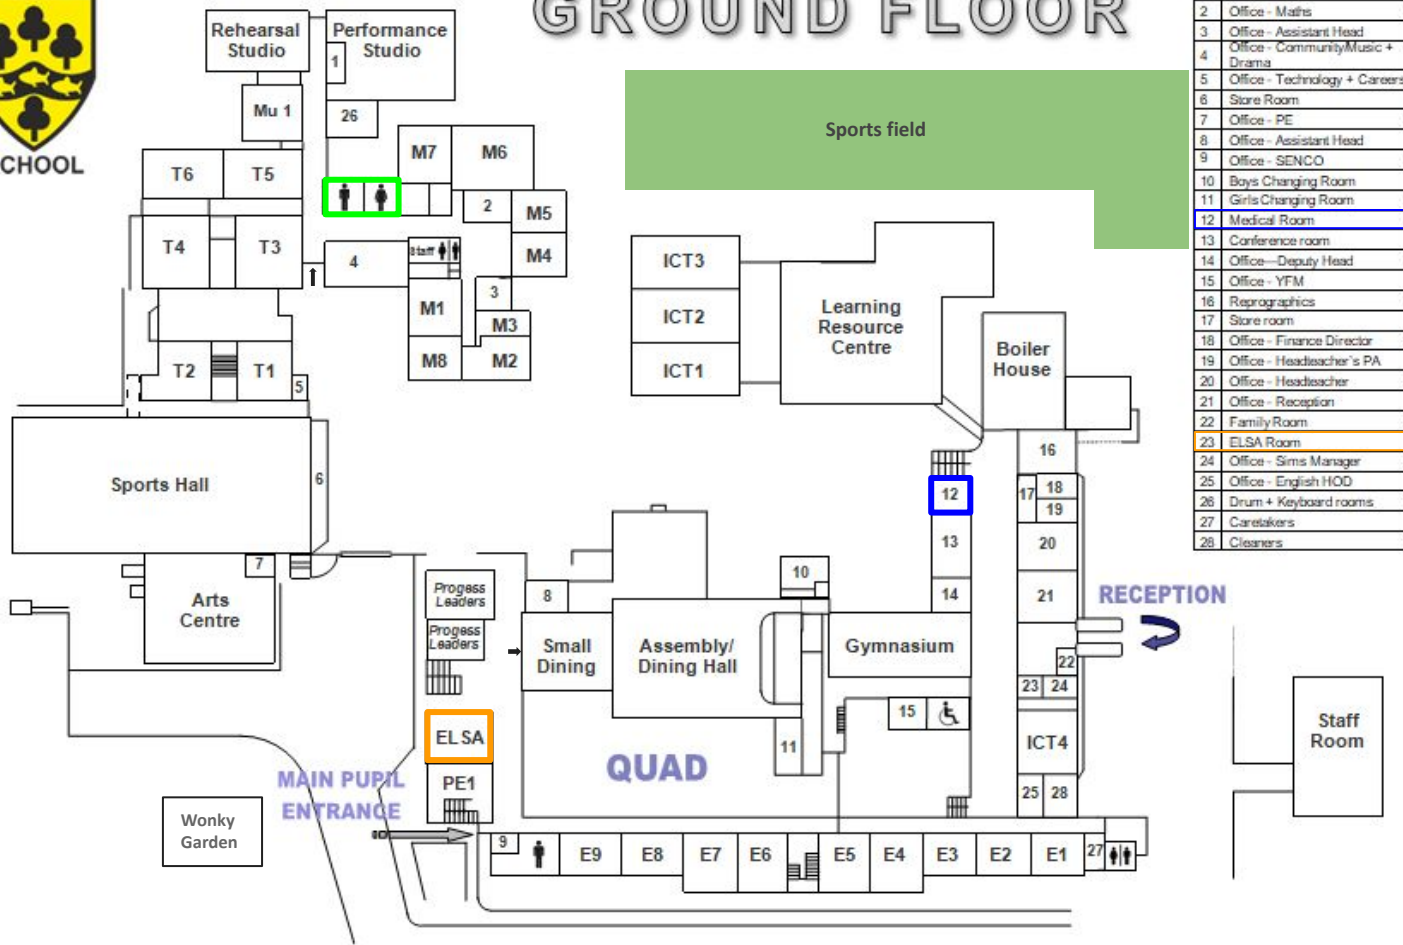 GROUND FLOOR
CHOOL
Rehearsal
Studio
Performance
Studio
1
Mu 1
26
M7
M6
T6
T5
2
M5
T4
T3
4
Staff
M4
3
M1
M3
M8
M2
T2
T1
5
Sports field
ICT3
ICT2
ICT1
Learning
Resource
Centre
Boiler
House
Sports Hall
6
16
12
17
18
19
13
20
7
Arts
Centre
Progess
Leaders
Progess
Leaders
8
10
14
21
RECEPTION
Small
Dining
Assembly/
Dining Hall
Gymnasium
22
23
24
ELSA
15
11
QUAD
ICT4
Staff
Room
MAIN PUPIL
ENTRANCE
PE1
25
28
Wonky
Garden
9
E9
E8
E7
E6
E5
E4
E3
E2
E1
27
2 Office - Maths
3 Office - Assistant Head
4 Office - Community/Music +
Drama
5 Office - Technology + Careers
6 Store Room
7 Office - PE
8 Office - Assistant Head
9 Office - SENCO
10 Boys Changing Room
11 Girls Changing Room
12 Medical Room
13 Conference room
14 Office—Deputy Head
15 Office - YFM
16 Reprographics
17 Store room
18 Office - Finance Director
19 Office - Headteacher's PA
20 Office - Headteacher
21 Office - Reception
22 Family Room
23 ELSA Room
24 Office - Sims Manager
25 Office - English HOD
26 Drum + Keyboard rooms
27 Caretakers
28 Cleaners